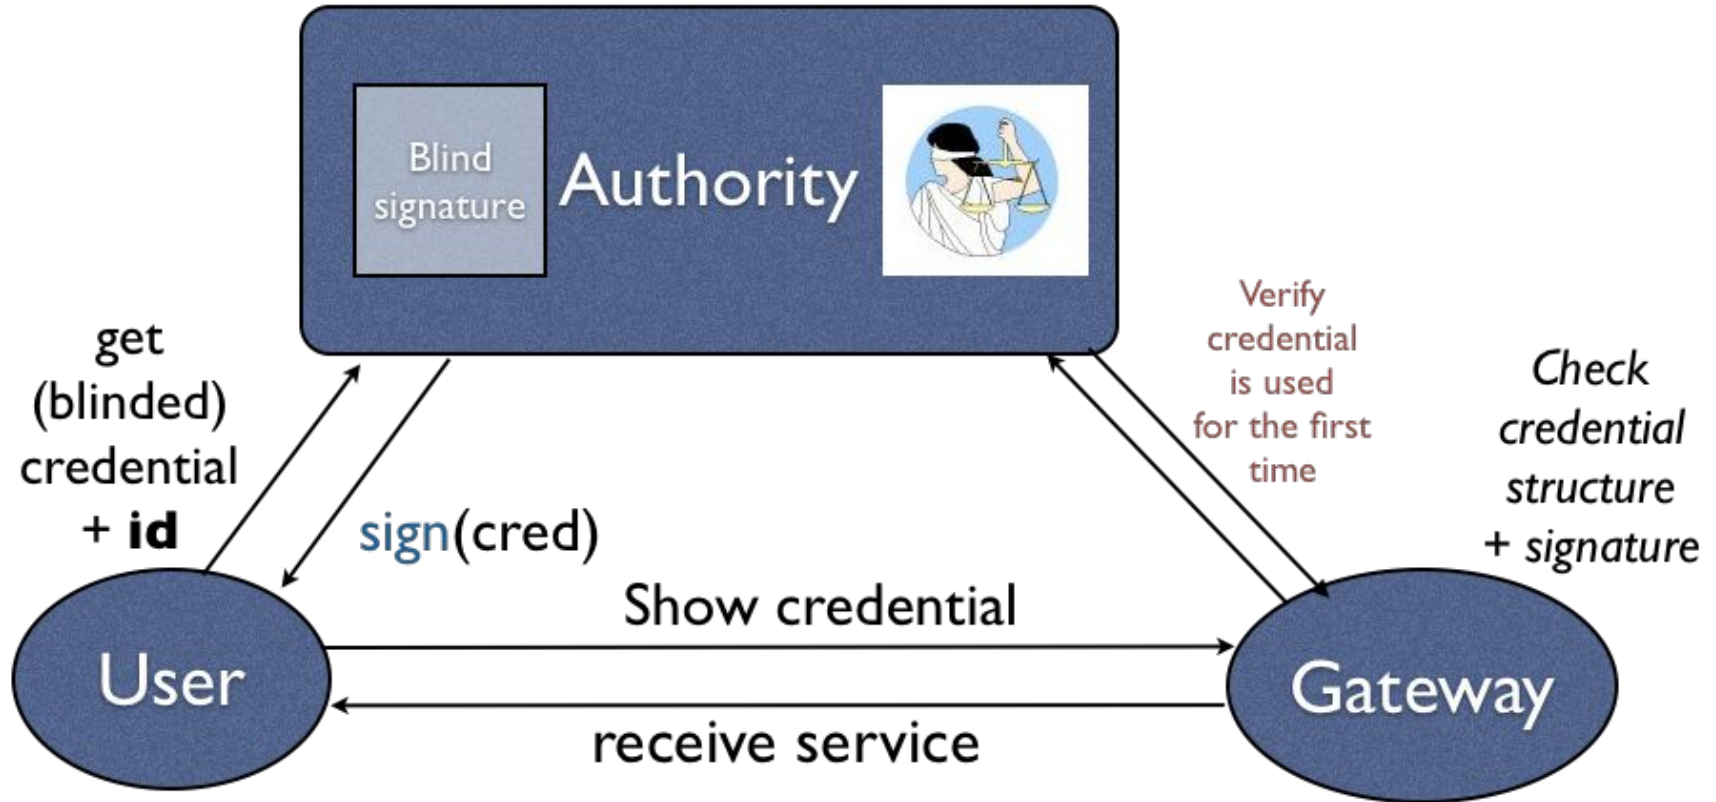 Blind
signature
Authority
get
(blinded)
credential
+ id
sign(cred)
Verify
credential
is used
for the first
time
Check
credential
structure
+ signature
Show credential
User
Gateway
receive service